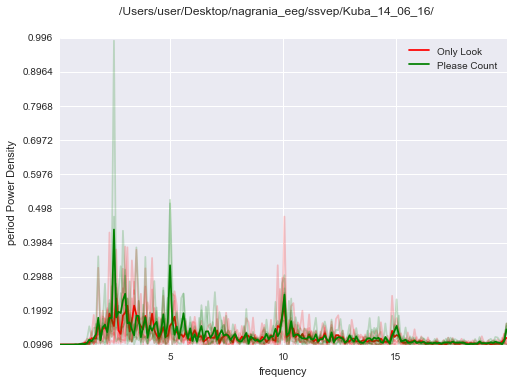 /Users/user/Desktop/nagrania_eeg/ssvep/Kuba_14_06_16/
0.996
0.8964
0.7968
0.6972
0.5976
0.498
0.3984
0.2988
0.1992
0.0996
period Power Density
Only Look
Please Count
5
10
15
frequency